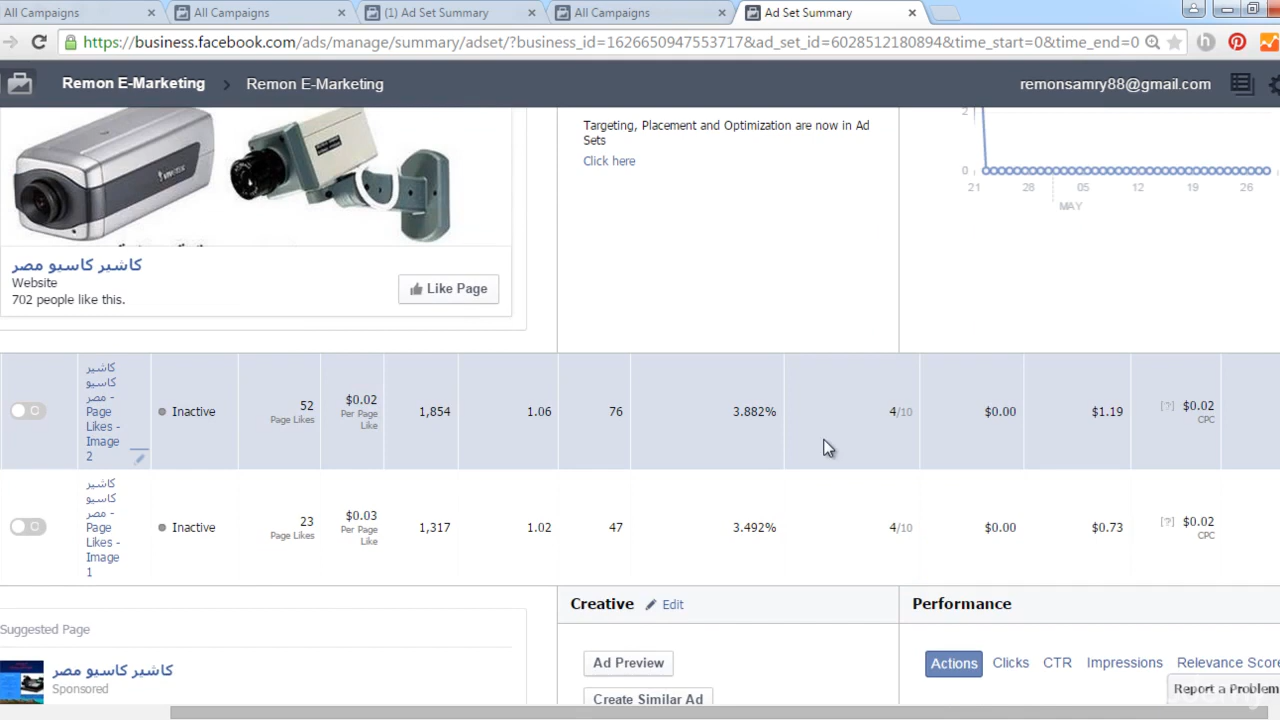 All Campaigns
All Campaigns
(1) Ad Set Summary
All Campaigns
Ad Set Summary
https://business.facebook.com/ads/manage/summary/adset/?business_id=1626650947553717&ad_set_id=6028512180894&time_start=0&time_end=0
Remon E-Marketing
Remon E-Marketing
remonsamry88@gmail.com
VIVOTEK
كاشير كاسيو مصر
Website
702 people like this.
Like Page
Targeting, Placement and Optimization are now in Ad
Sets
Click here
2
0
21
28
05
12
19
26
MAY
كاشير
كاسيو
مصر -
Page
Likes -
Image
2
Inactive
52
Page Likes
$0.02
Per Page
Like
1,854
1.06
76
3.882%
4/10
$0.00
$1.19
[?] $0.02
CPC
كاشير
كاسيو
مصر -
Page
Likes -
Image
1
Inactive
23
Page Likes
$0.03
Per Page
Like
1,317
1.02
47
3.492%
4/10
$0.00
$0.73
[?] $0.02
CPC
Suggested Page
كاشير كاسيو مصر
Sponsored
Creative
Edit
Ad Preview
Create Similar Ad
Performance
Actions
Clicks
CTR
Impressions
Relevance Score
Report a Problem